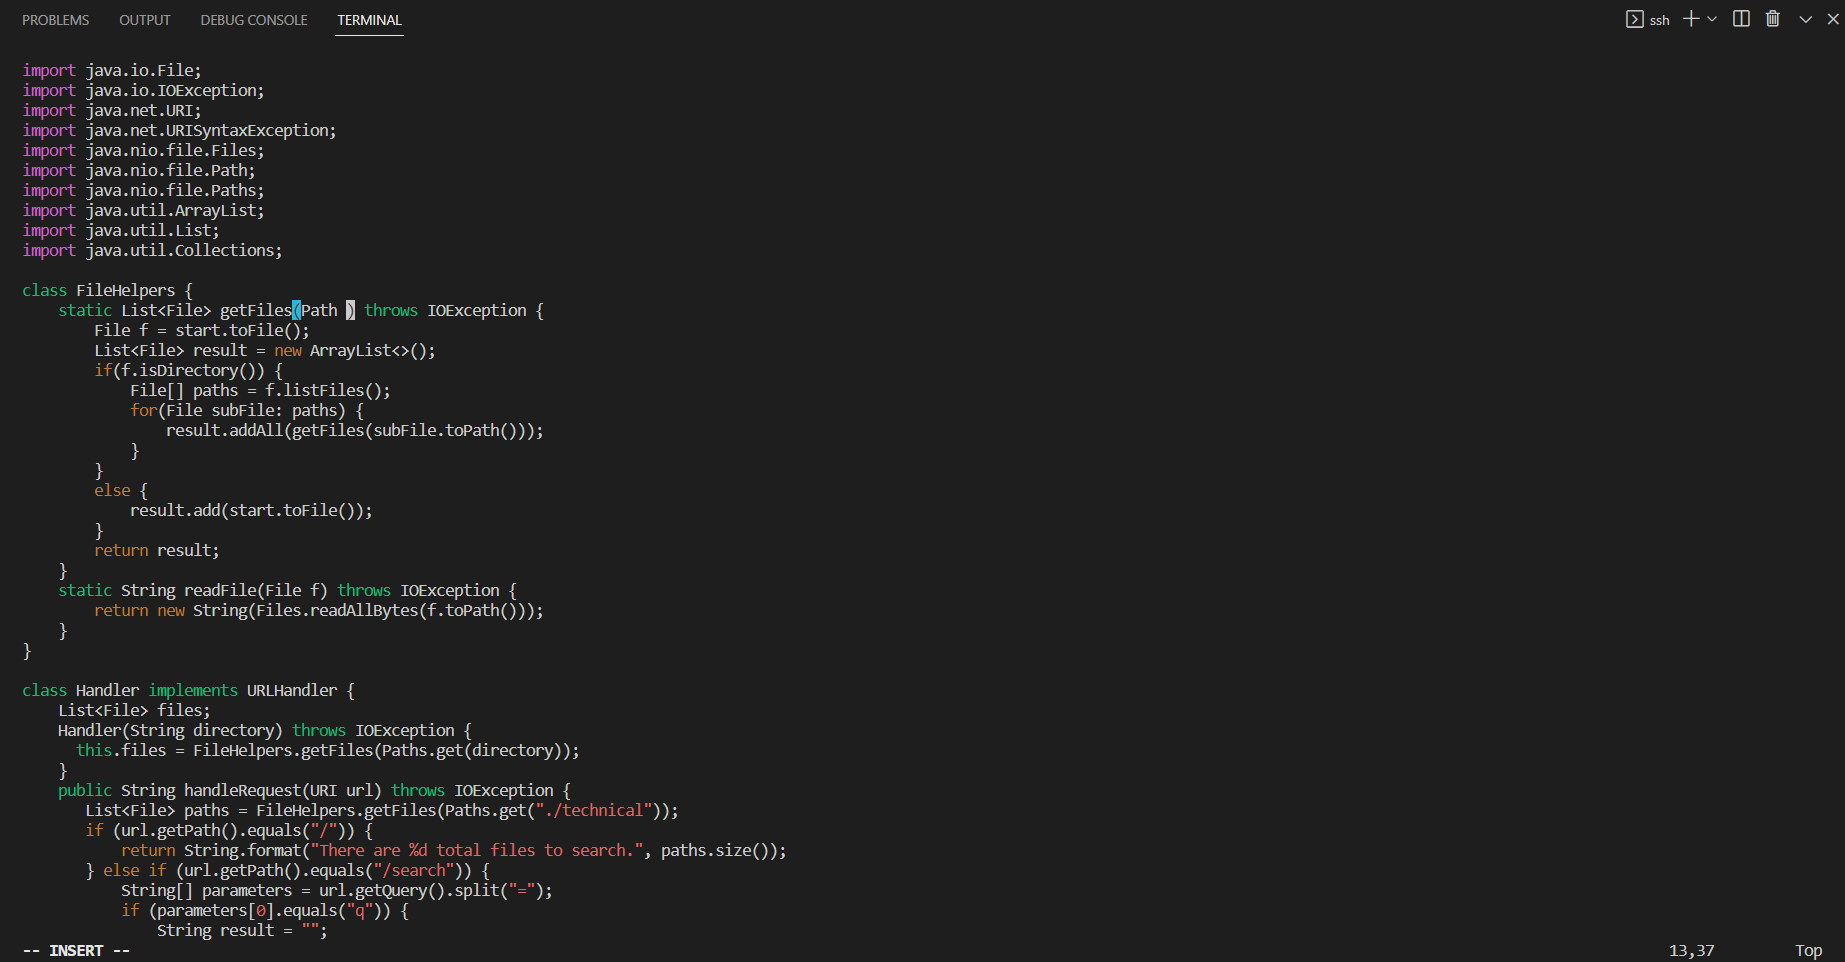 PROBLEMS OUTPUT DEBUG CONSOLE TERMINAL ssh
import java.io.File;
import java.io.IOException;
import java.net.URI;
import java.net.URISyntaxException;
import java.nio.file.Files;
import java.nio.file.Path;
import java.nio.file.Paths;
import java.util.ArrayList;
import java.util.List;
import java.util.Collections;

class FileHelpers {
    static List<File> getFiles(Path ) throws IOException {
        File f = start.toFile();
        List<File> result = new ArrayList<>();
        if(f.isDirectory()) {
            File[] paths = f.listFiles();
            for(File subFile: paths) {
                result.addAll(getFiles(subFile.toPath()));
            }
        }
        else {
            result.add(start.toFile());
        }
        return result;
    }
    static String readFile(File f) throws IOException {
        return new String(Files.readAllBytes(f.toPath()));
    }
}

class Handler implements URLHandler {
    List<File> files;
    Handler(String directory) throws IOException {
      this.files = FileHelpers.getFiles(Paths.get(directory));
    }
    public String handleRequest(URI url) throws IOException {
       List<File> paths = FileHelpers.getFiles(Paths.get("./technical"));
       if (url.getPath().equals("/")) {
           return String.format("There are %d total files to search.", paths.size());
       } else if (url.getPath().equals("/search")) {
           String[] parameters = url.getQuery().split("=");
           if (parameters[0].equals("q")) {
               String result = "";
-- INSERT -- 13,37 Top